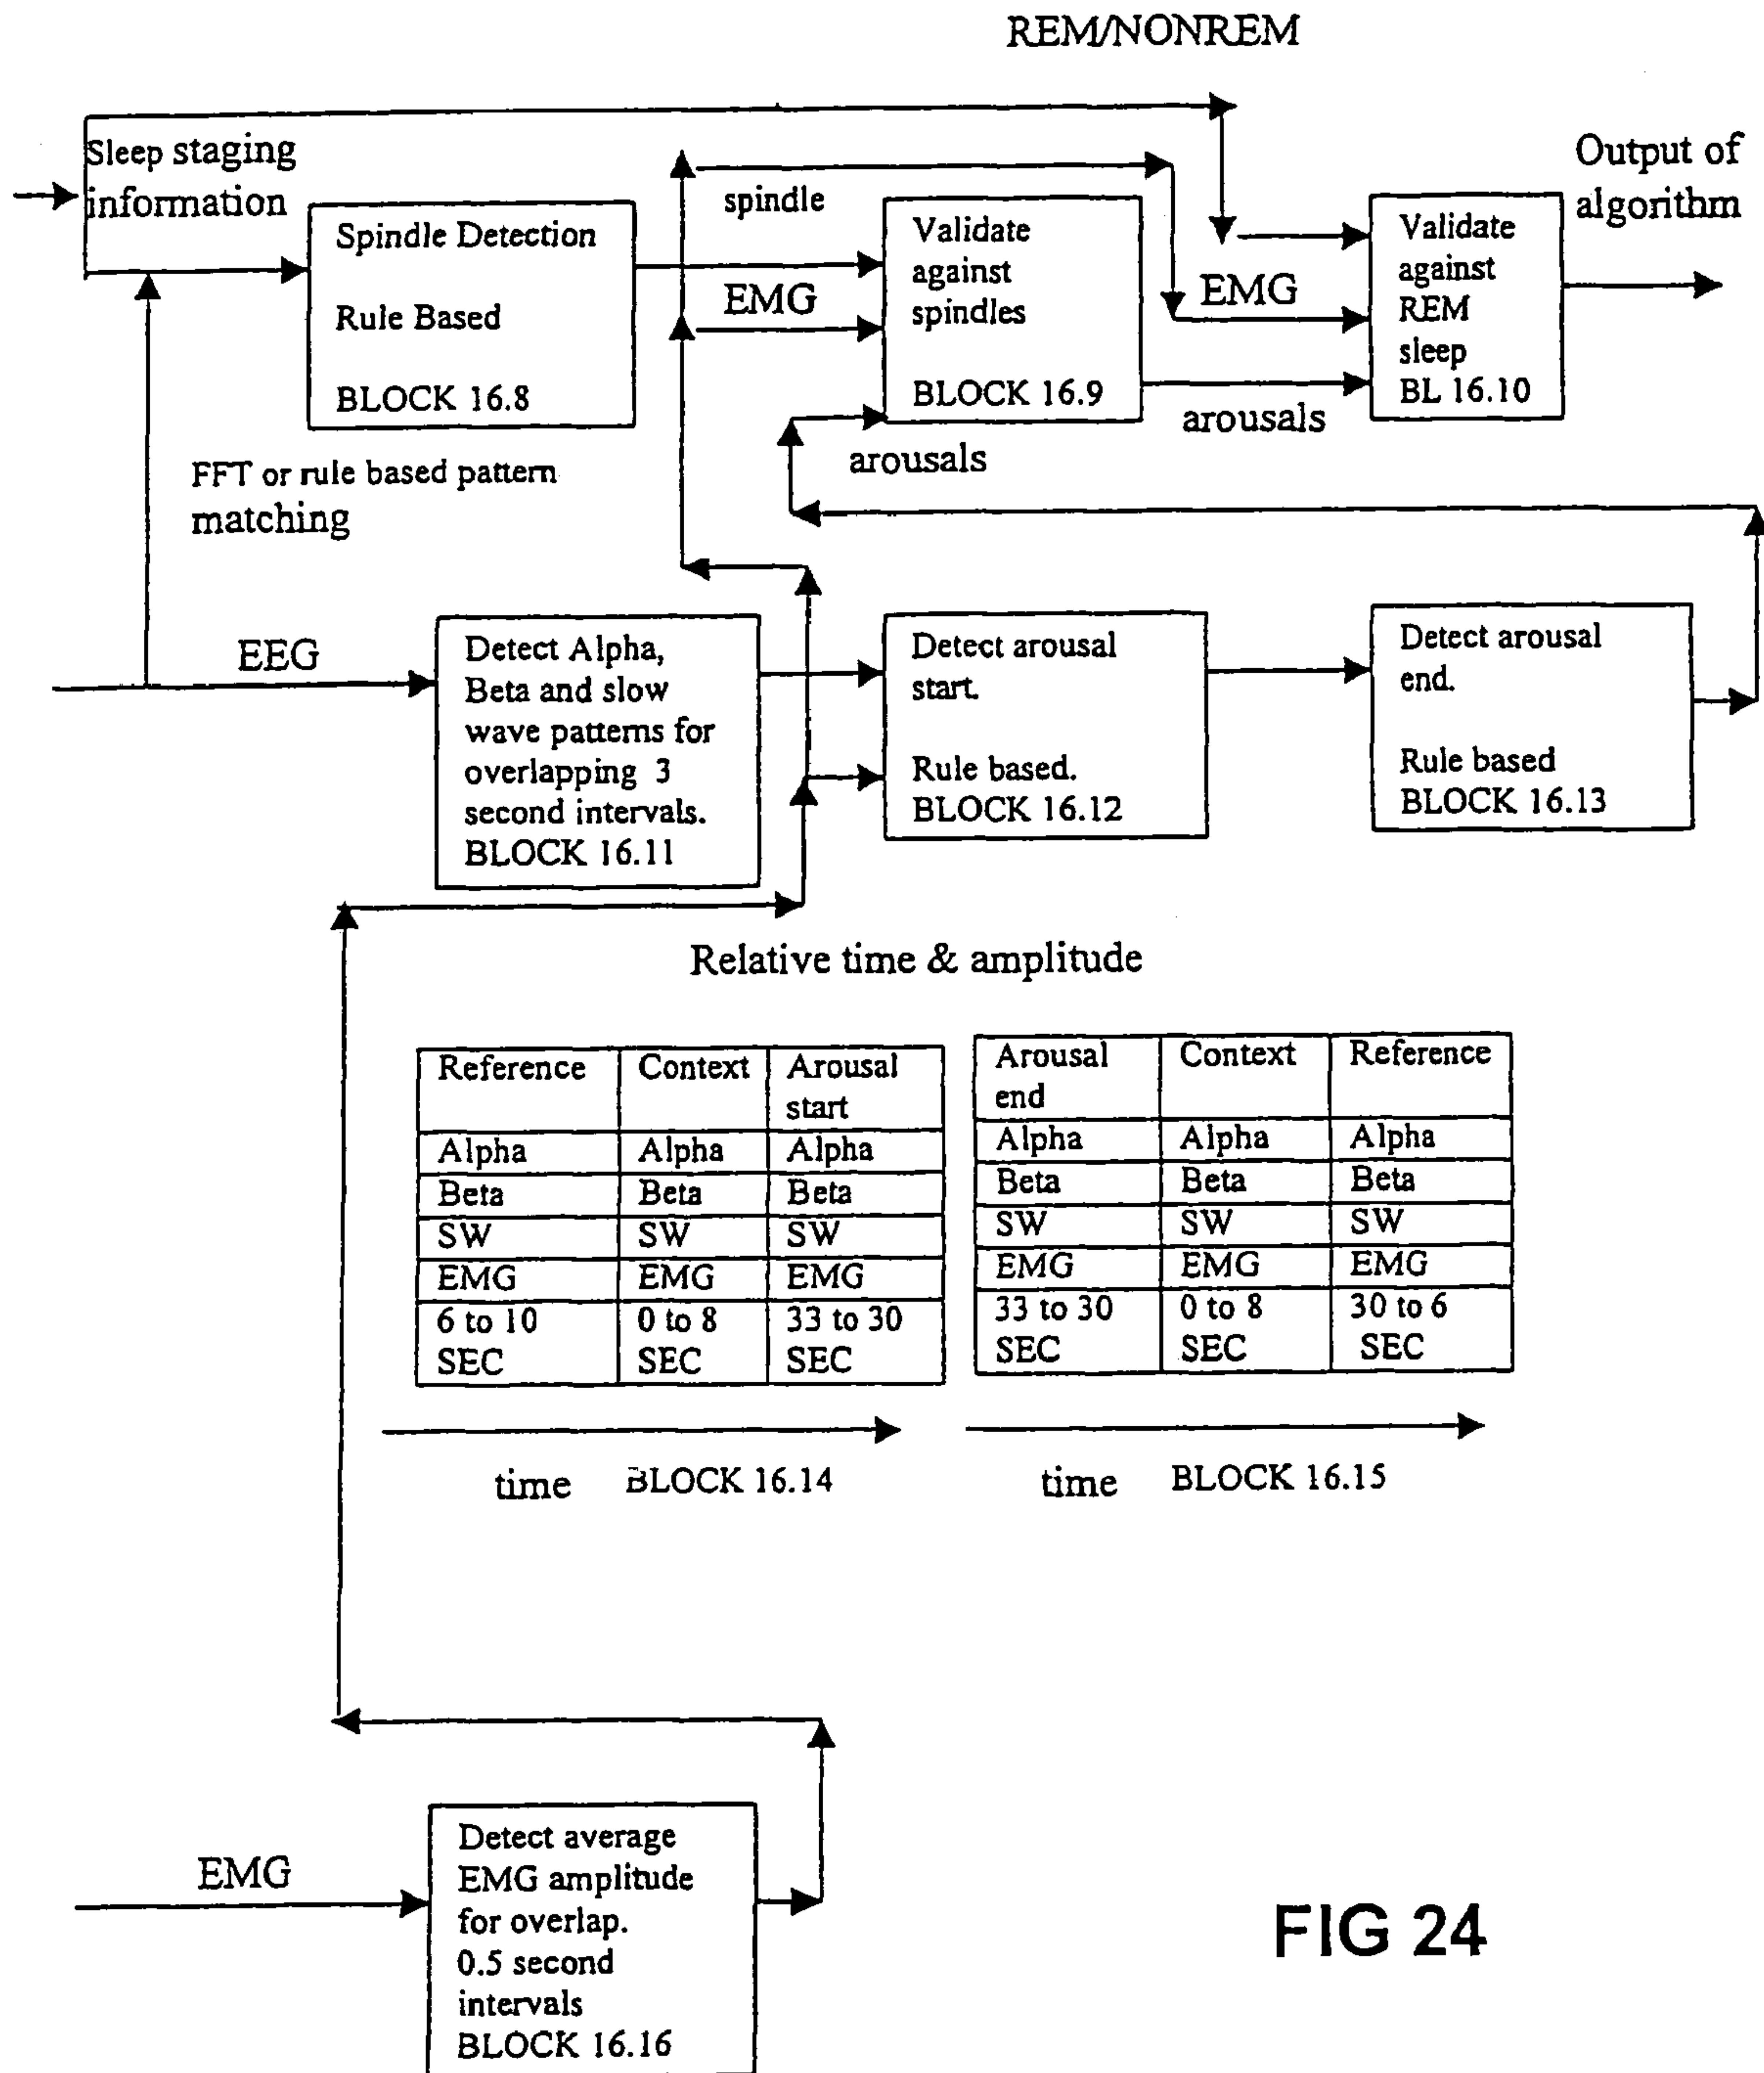 REM/NONREM
Sleep staging
information
Output of
algorithm
Spindle Detection
Rule Based
BLOCK 16.8
spindle
EMG
Validate
against
spindles
BLOCK 16.9
EMG
Validate
against
REM
sleep
BL 16.10
arousals
arousals
FFT or rule based pattern
matching
EEG
Detect Alpha,
Beta and slow
wave patterns for
overlapping 3
second intervals.
BLOCK 16.11
Detect arousal
start.
Rule based.
BLOCK 16.12
Detect arousal
end.
Rule based
BLOCK 16.13
Relative time & amplitude
Reference Context Arousal
start
Alpha Alpha Alpha
Beta Beta Beta
SW SW SW
EMG EMG EMG
6 to 10 0 to 8 33 to 30
SEC SEC SEC
time BLOCK 16.14
Arousal Context Reference
end
Alpha Alpha Alpha
Beta Beta Beta
SW SW SW
EMG EMG EMG
33 to 30 0 to 8 30 to 6
SEC SEC SEC
time BLOCK 16.15
EMG
Detect average
EMG amplitude
for overlap.
0.5 second
intervals
BLOCK 16.16
FIG 24